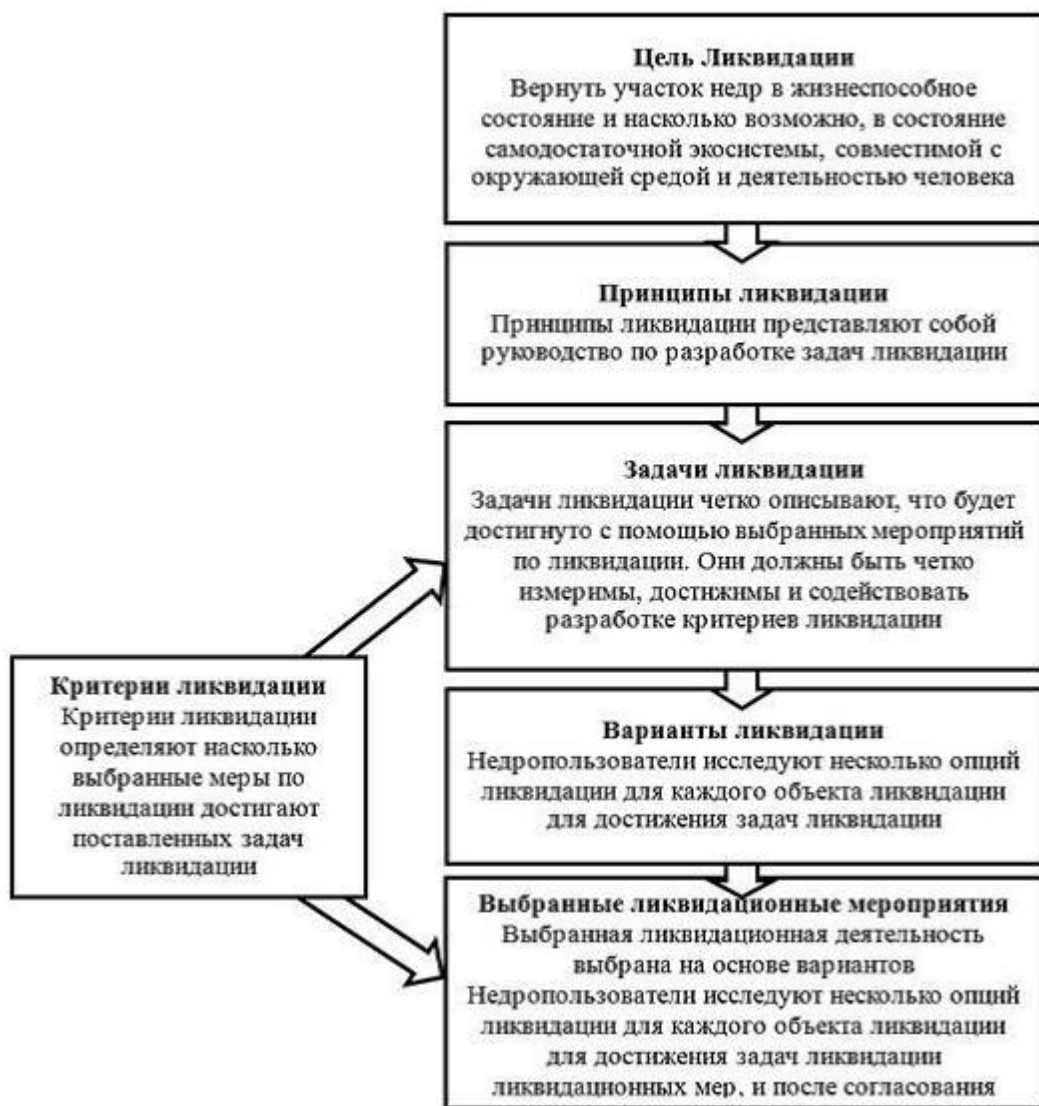 Цель Ликвидации
Вернуть участок недр в жизнеспособное
состояние и насколько возможно, в состояние
самодостаточной экосистемы, совместимой с
окружающей средой и деятельностью человека
Принципы ликвидации
Принципы ликвидации представляют собой
руководство по разработке задач ликвидации
Задачи ликвидации
Задачи ликвидации четко описывают, что будет
достигнуто с помощью выбранных мероприятий
по ликвидации. Они должны быть четко
измеримы, достижимы и содействовать
разработке критериев ликвидации
Критерии ликвидации
Критерии ликвидации
определяют насколько
выбранные меры по
ликвидации достигают
поставленных задач
ликвидации
Варианты ликвидации
Недропользователи исследуют несколько опций
ликвидации для каждого объекта ликвидации
для достижения задач ликвидации
Выбранные ликвидационные мероприятия
Выбранная ликвидационная деятельность
выбрана на основе вариантов
Недропользователи исследуют несколько опций
ликвидации для каждого объекта ликвидации
для достижения задач ликвидации
ликвидационных мер, и после согласования